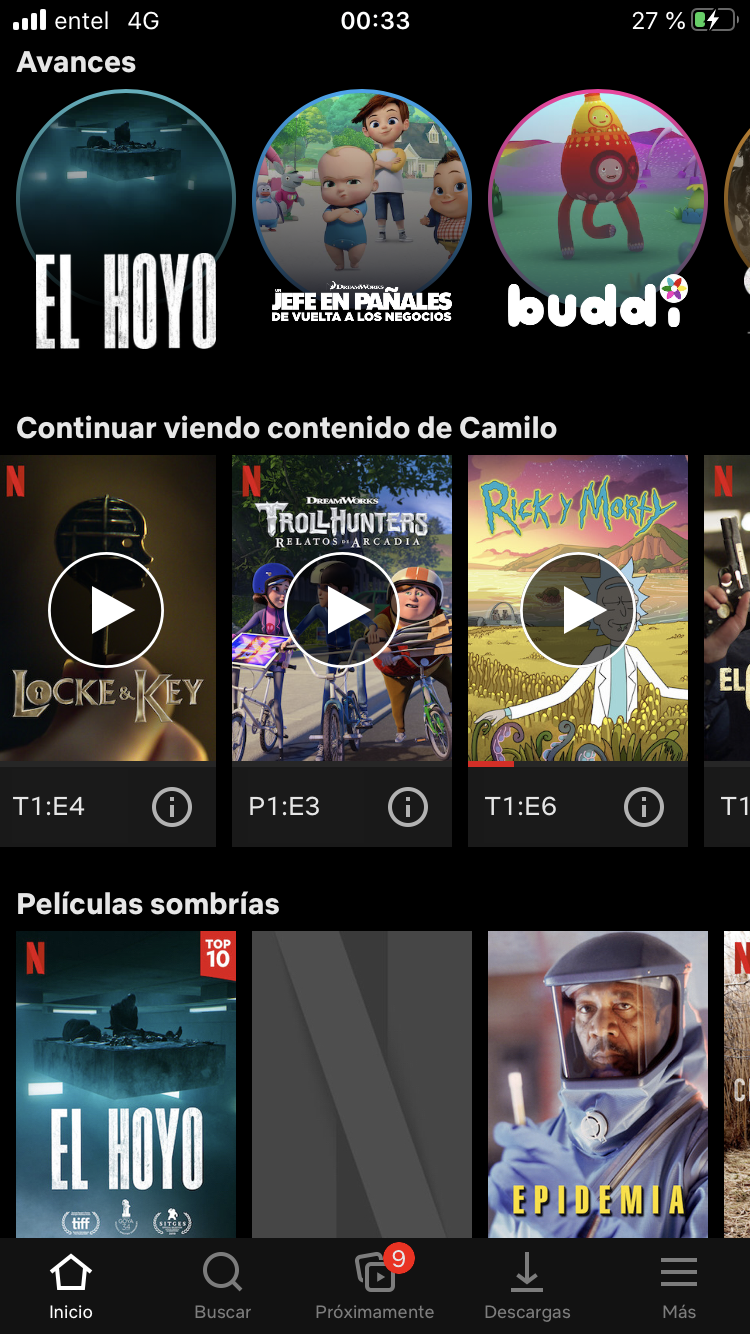 entel 4G 00:33 27 %
Avances
EL HOYO
DREAMWORKS
UN
JEFE EN PAÑALES
DE VUELTA A LOS NEGOCIOS
buddi
Continuar viendo contenido de Camilo
N
LOCKE & KEY
N
DREAMWORKS
TROLLHUNTERS
RELATOS DE ARCADIA
RICK Y MORTY
N
EL
T1:E4
P1:E3
T1:E6
T1
Películas sombrías
N
TOP
10
EL HOYO
tiff
GOYA
SITGES
EPIDEMIA
N
C
9
Inicio
Buscar
Próximamente
Descargas
Más